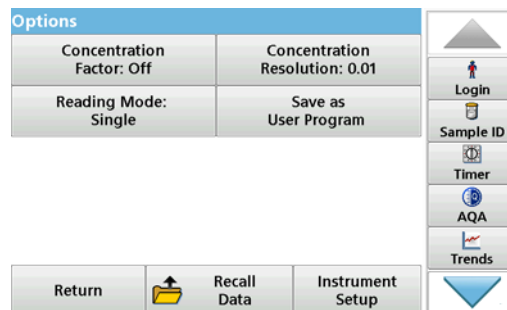 Options
Concentration
Factor: Off
Concentration
Resolution: 0.01
Reading Mode:
Single
Save as
User Program
Login
Sample ID
Timer
AQA
Trends
Return
Recall
Data
Instrument
Setup